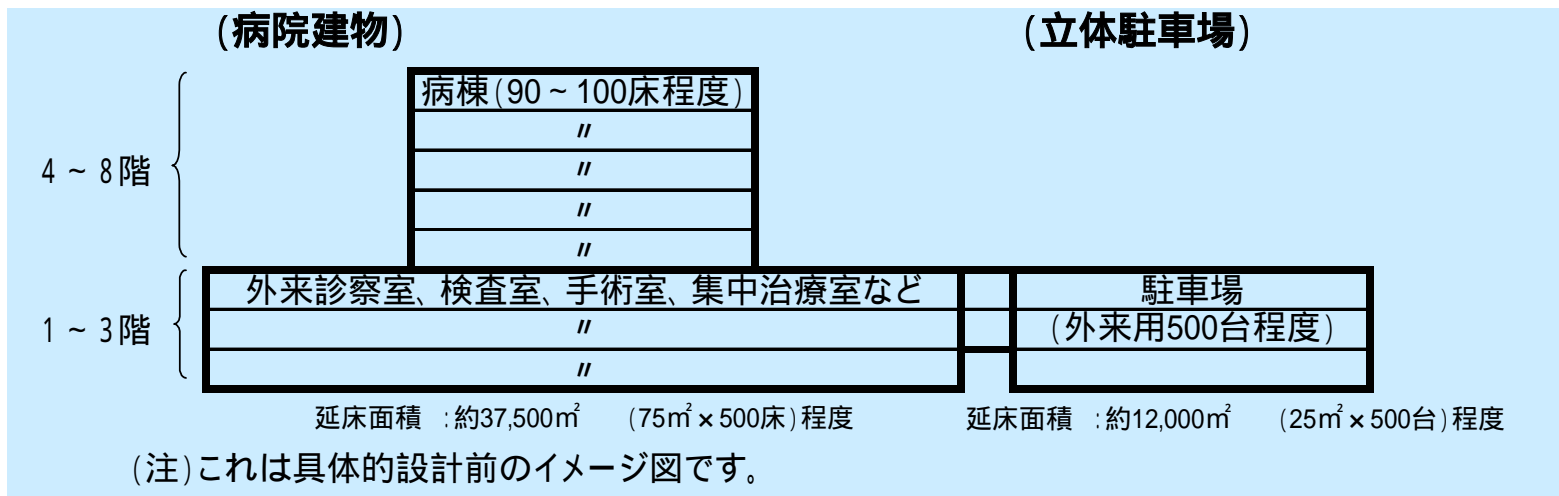 (病院建物)
(立体駐車場)
4～8階
病棟(90～100床程度)
〃
〃
〃
〃
1～3階
外来診察室、検査室、手術室、集中治療室など
〃
〃
駐車場
(外来用500台程度)
延床面積 :約37,500㎡ (75㎡×500床)程度
延床面積 :約12,000㎡ (25㎡×500台)程度
(注)これは具体的設計前のイメージ図です。